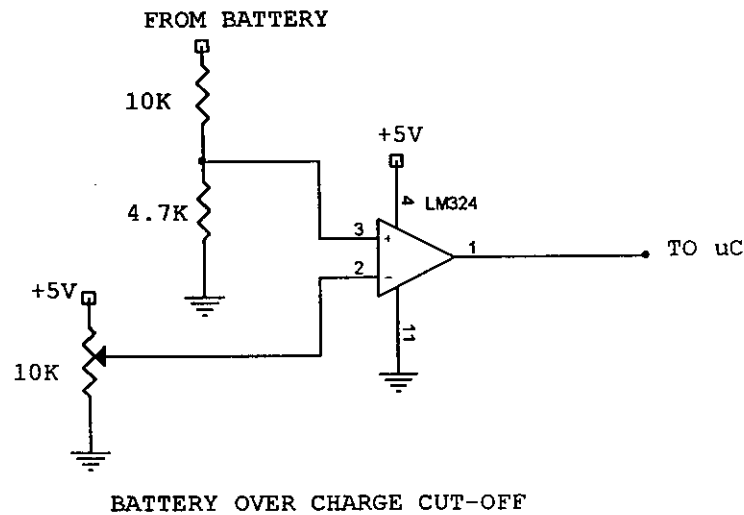 FROM BATTERY
10K
+5V
4 LM324
4.7K
3 +
1
TO uC
2 -
+5V
11
10K
BATTERY OVER CHARGE CUT-OFF